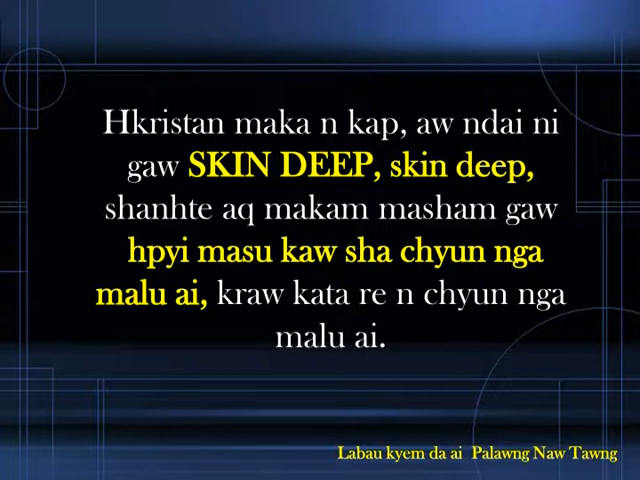 Hkristan maka n kap, aw ndai ni
gaw SKIN DEEP, skin deep,
shanhte aq makam masham gaw
hpyi masu kaw sha chyun nga
malu ai, kraw kata re n chyun nga
malu ai.
Labau kyem da ai Palawng Naw Tawng